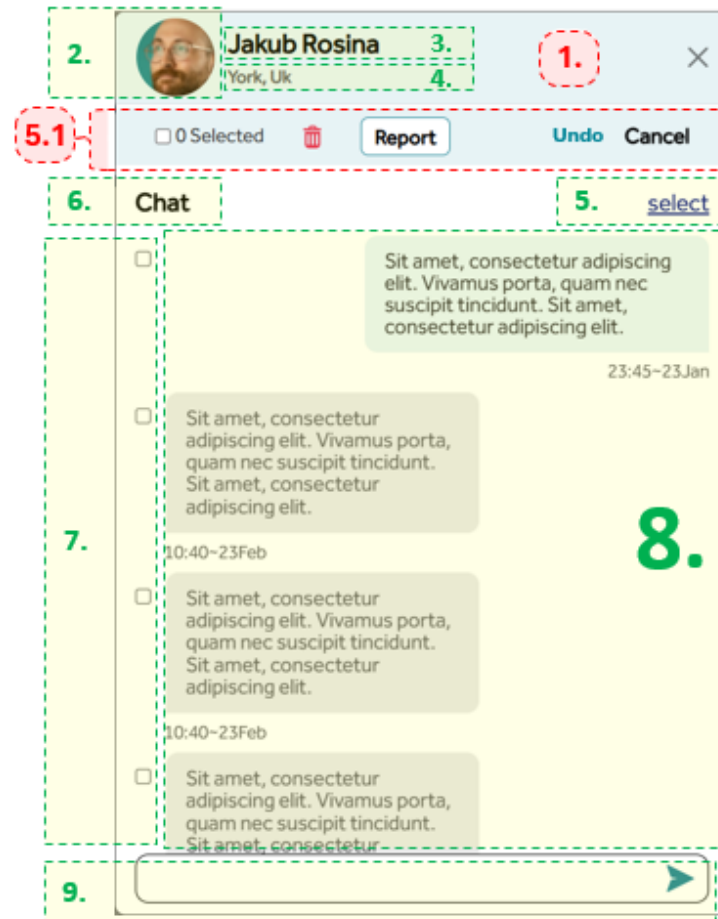 2.
Jakub Rosina
3.
1.
York, Uk
4.
5.1
0 Selected
Report
Undo
Cancel
6.
Chat
5.
select
Sit amet, consectetur adipiscing
elit. Vivamus porta, quam nec
suscipit tincidunt. Sit amet,
consectetur adipiscing elit.
23:45~23Jan
Sit amet, consectetur
adipiscing elit. Vivamus porta,
quam nec suscipit tincidunt.
Sit amet, consectetur
adipiscing elit.
7.
8.
10:40~23Feb
Sit amet, consectetur
adipiscing elit. Vivamus porta,
quam nec suscipit tincidunt.
Sit amet, consectetur
adipiscing elit.
10:40~23Feb
Sit amet, consectetur
adipiscing elit. Vivamus porta,
quam nec suscipit tincidunt.
Sit amet, consectetur
9.